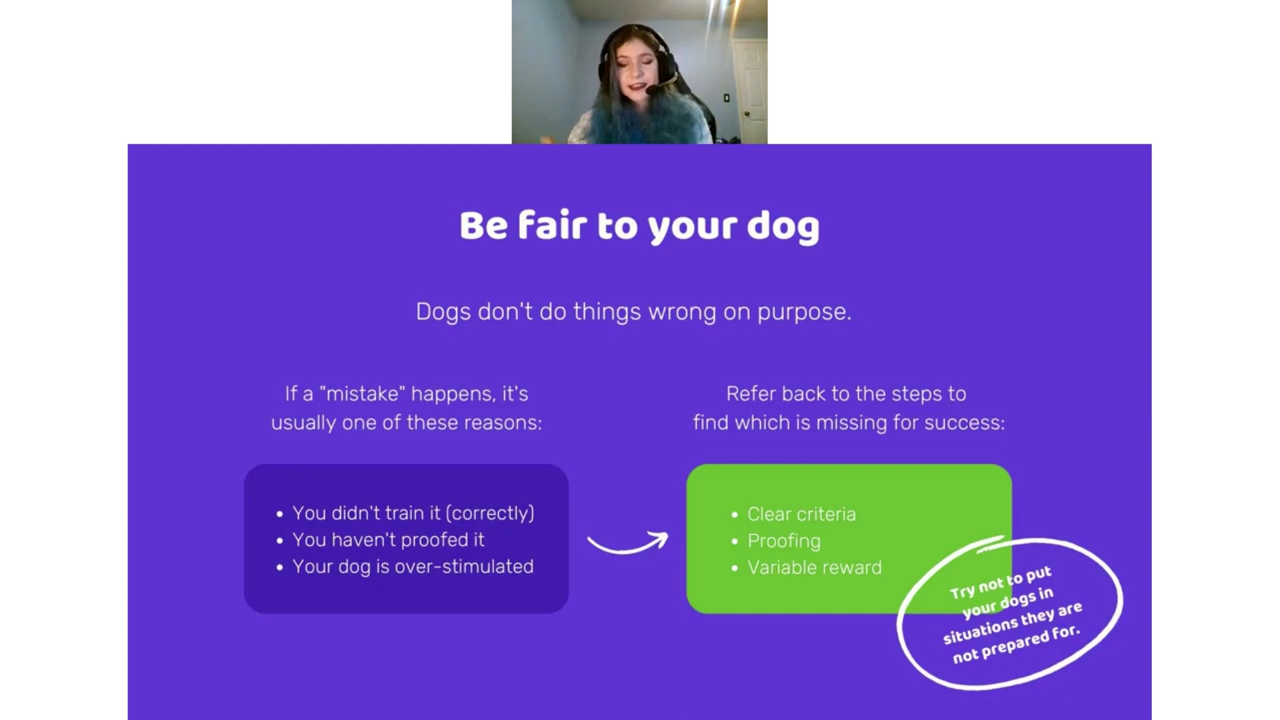 Be fair to your dog
Dogs don't do things wrong on purpose.
If a "mistake" happens, it's
usually one of these reasons:
• You didn't train it (correctly)
• You haven't proofed it
• Your dog is over-stimulated
Refer back to the steps to
find which is missing for success:
• Clear criteria
• Proofing
• Variable reward
Try not to put
your dogs in
situations they are
not prepared for.